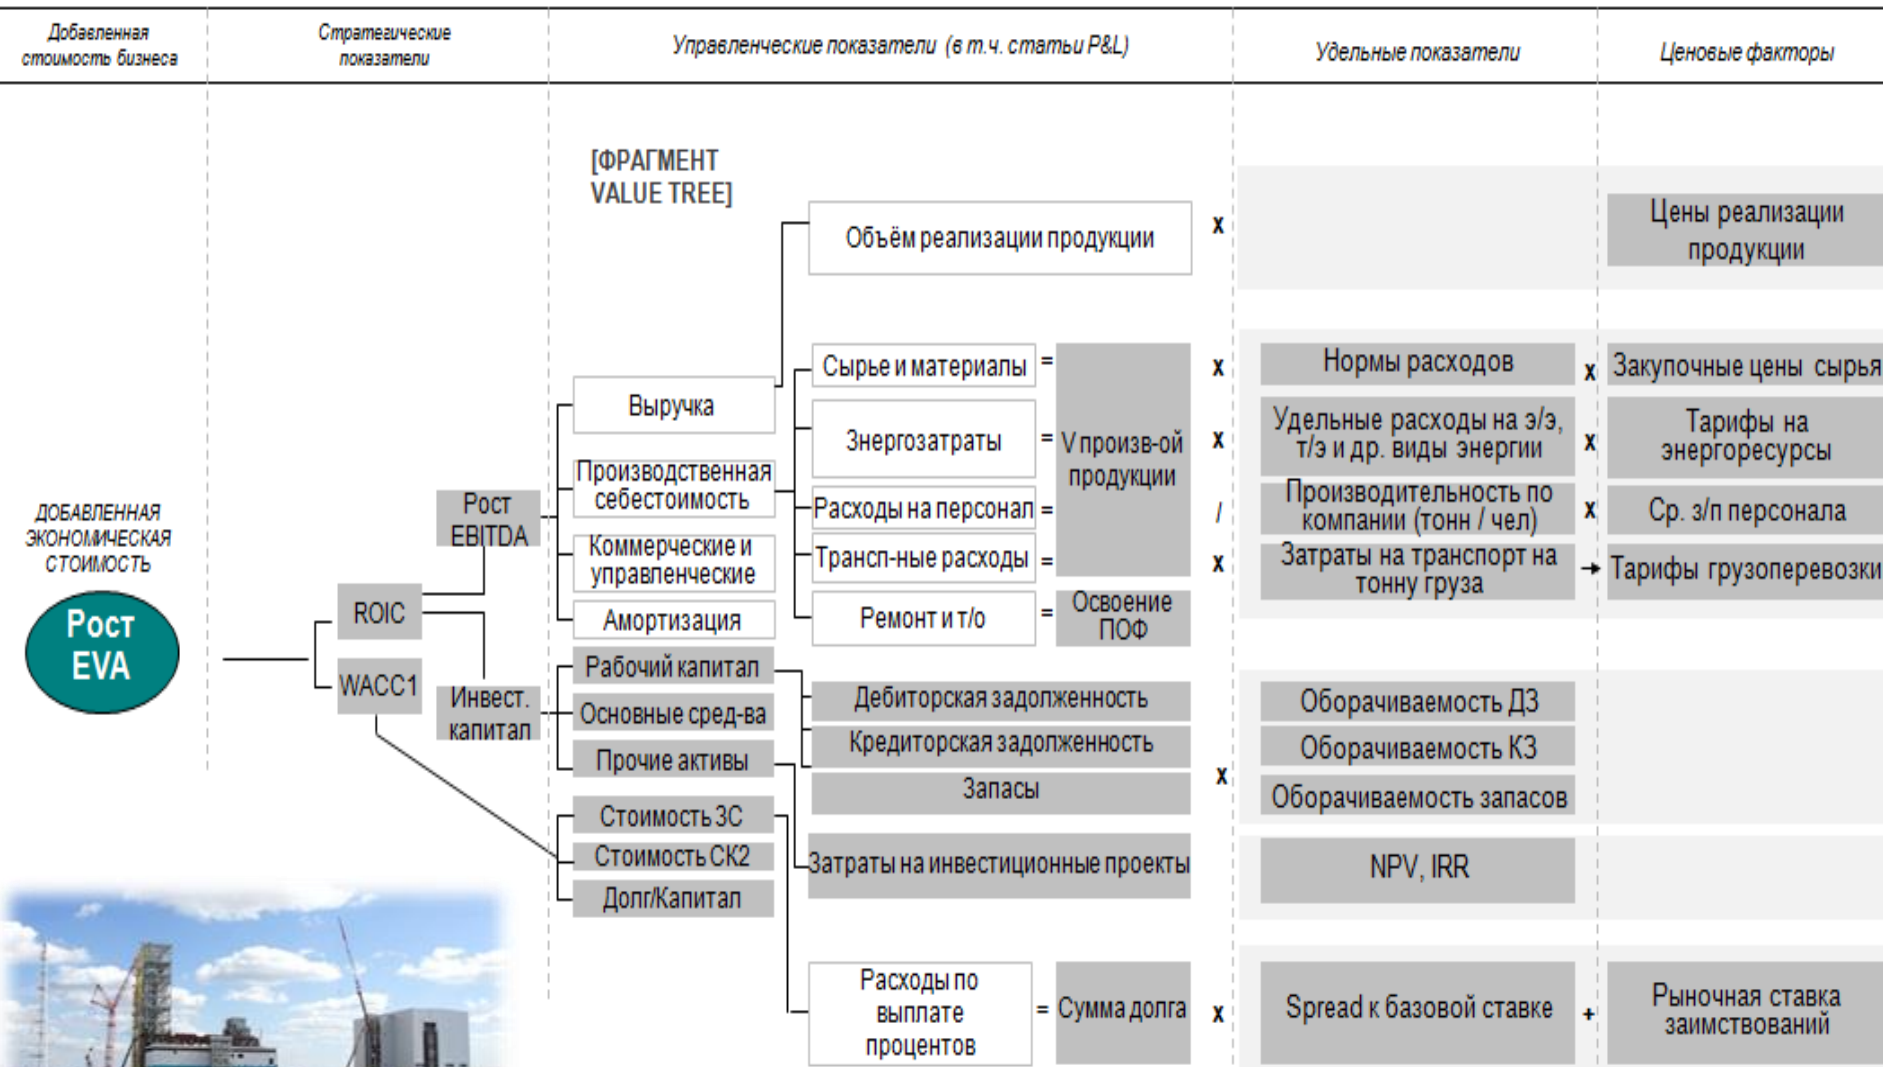 Добавленная
стоимость бизнеса
Стратегические
показатели
Управленческие показатели (в т.ч. статьи P&L)
Удельные показатели
Ценовые факторы
[ФРАГМЕНТ
VALUE TREE]
Объём реализации продукции
x
Цены реализации
продукции
Сырье и материалы
=
x
Нормы расходов
x
Закупочные цены сырья
Выручка
Знергозатраты
=
V произв-ой
продукции
x
Удельные расходы на э/э,
т/э и др. виды энергии
x
Тарифы на
энергоресурсы
Производственная
себестоимость
Рост
EBITDA
Расходы на персонал
=
/
Производительность по
компании (тонн / чел)
x
Ср. з/п персонала
ДОБАВЛЕННАЯ
ЭКОНОМИЧЕСКАЯ
СТОИМОСТЬ
Коммерческие и
управленческие
Трансп-ные расходы
=
x
Затраты на транспорт на
тонну груза
Тарифы грузоперевозки
Рост
EVA
ROIC
Амортизация
Ремонт и т/о
=
Освоение
ПОФ
WACC1
Инвест.
капитал
Рабочий капитал
Основные сред-ва
Прочие активы
Дебиторская задолженность
Кредиторская задолженность
Запасы
x
Оборачиваемость ДЗ
Оборачиваемость КЗ
Оборачиваемость запасов
Стоимость ЗС
Стоимость СК2
Долг/Капитал
Затраты на инвестиционные проекты
NPV, IRR
Расходы по
выплате
процентов
=
Сумма долга
x
Spread к базовой ставке
+
Рыночная ставка
заимствований